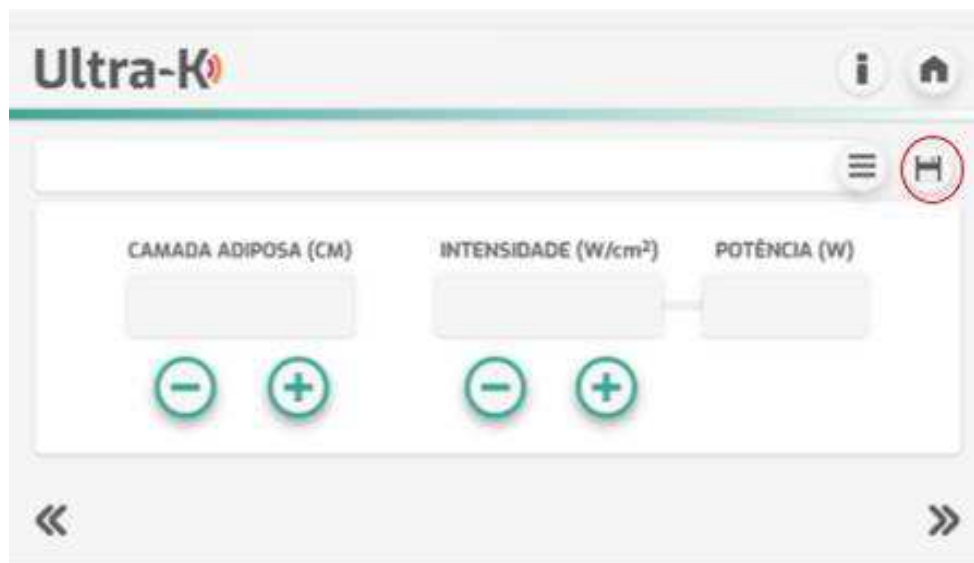 Ultra-K
CAMADA ADIPOSA (CM) INTENSIDADE (W/cm²) POTÊNCIA (W)